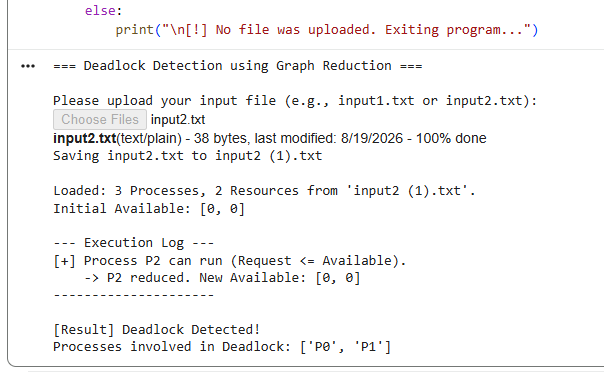 else:
print("\n[!] No file was uploaded. Exiting program...")
=== Deadlock Detection using Graph Reduction ===
Please upload your input file (e.g., input1.txt or input2.txt):
Choose Files input2.txt
input2.txt(text/plain) - 38 bytes, last modified: 8/19/2026 - 100% done
Saving input2.txt to input2 (1).txt
Loaded: 3 Processes, 2 Resources from 'input2 (1).txt'.
Initial Available: [0, 0]
--- Execution Log ---
[+] Process P2 can run (Request <= Available).
-> P2 reduced. New Available: [0, 0]
---------------------
[Result] Deadlock Detected!
Processes involved in Deadlock: ['P0', 'P1']